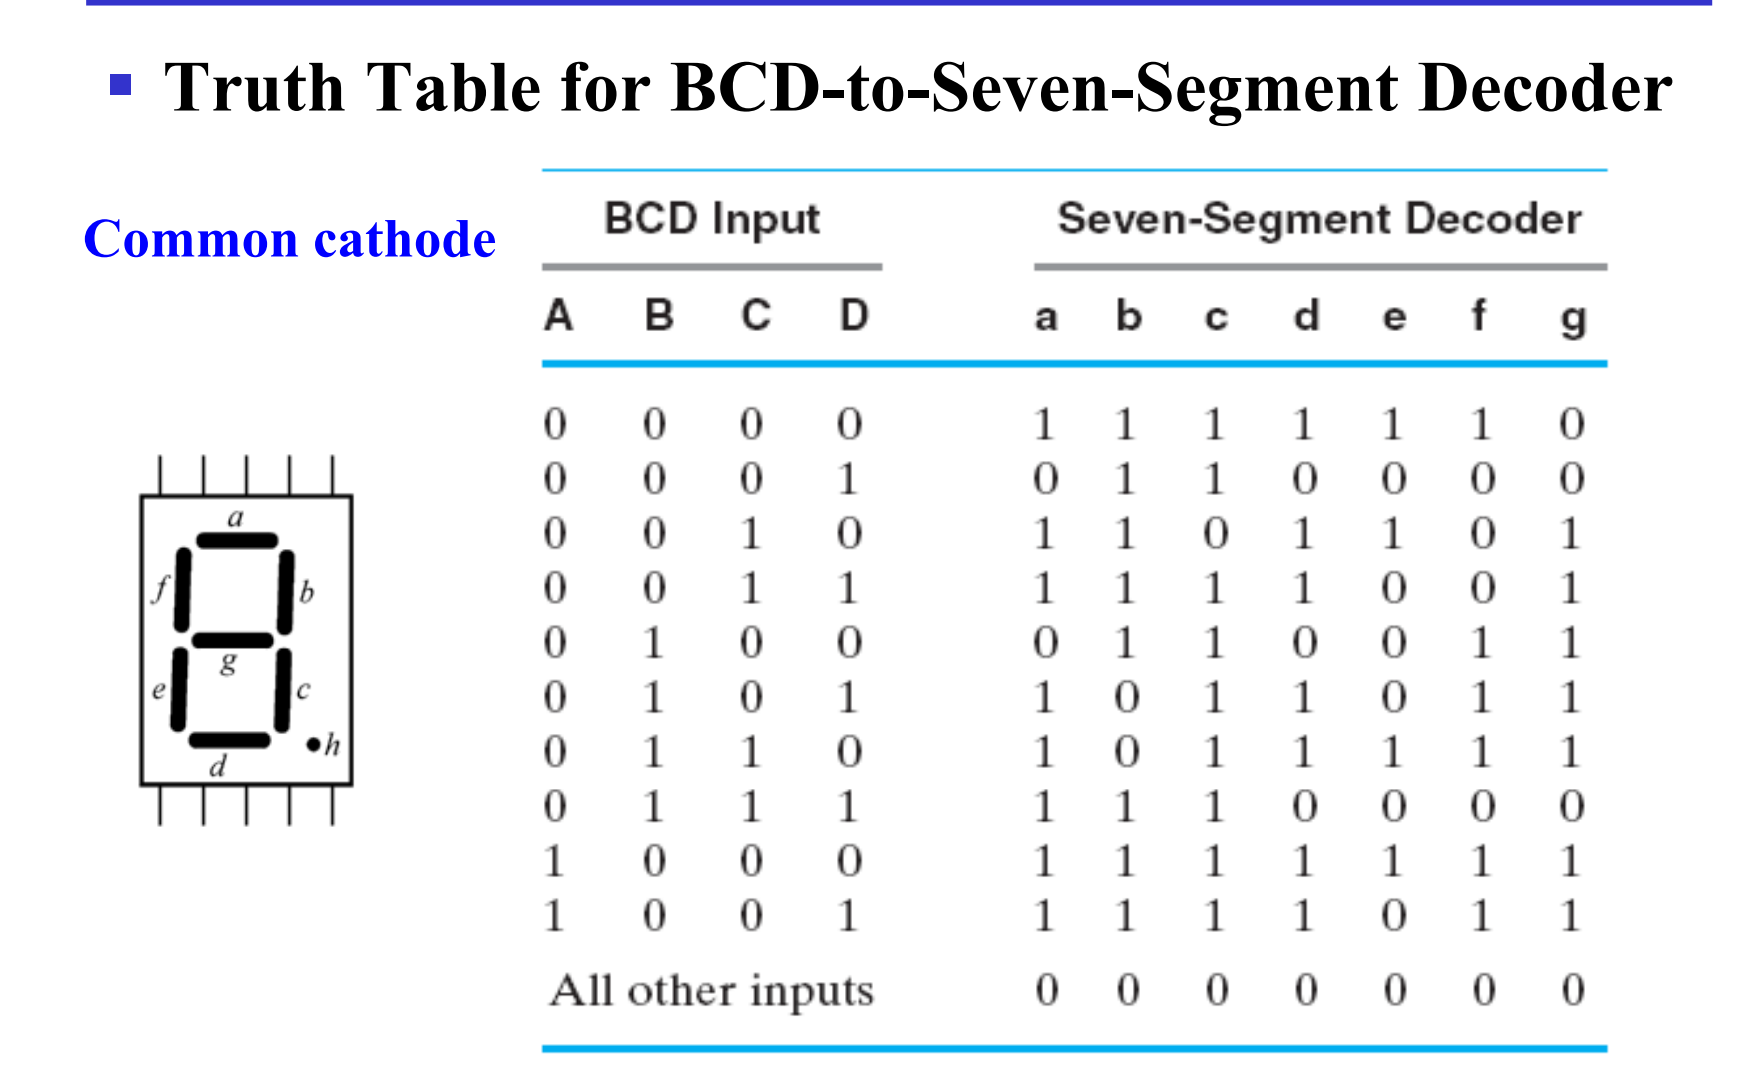 Truth Table for BCD-to-Seven-Segment Decoder
Common cathode
BCD Input Seven-Segment Decoder
A B C D a b c d e f g
0 0 0 0 1 1 1 1 1 1 0
0 0 0 1 0 1 1 0 0 0 0
0 0 1 0 1 1 0 1 1 0 1
0 0 1 1 1 1 1 1 0 0 1
0 1 0 0 0 1 1 0 0 1 1
0 1 0 1 1 0 1 1 0 1 1
0 1 1 0 1 0 1 1 1 1 1
0 1 1 1 1 1 1 0 0 0 0
1 0 0 0 1 1 1 1 1 1 1
1 0 0 1 1 1 1 1 0 1 1
All other inputs 0 0 0 0 0 0 0
a
f b
g
e c
h
d